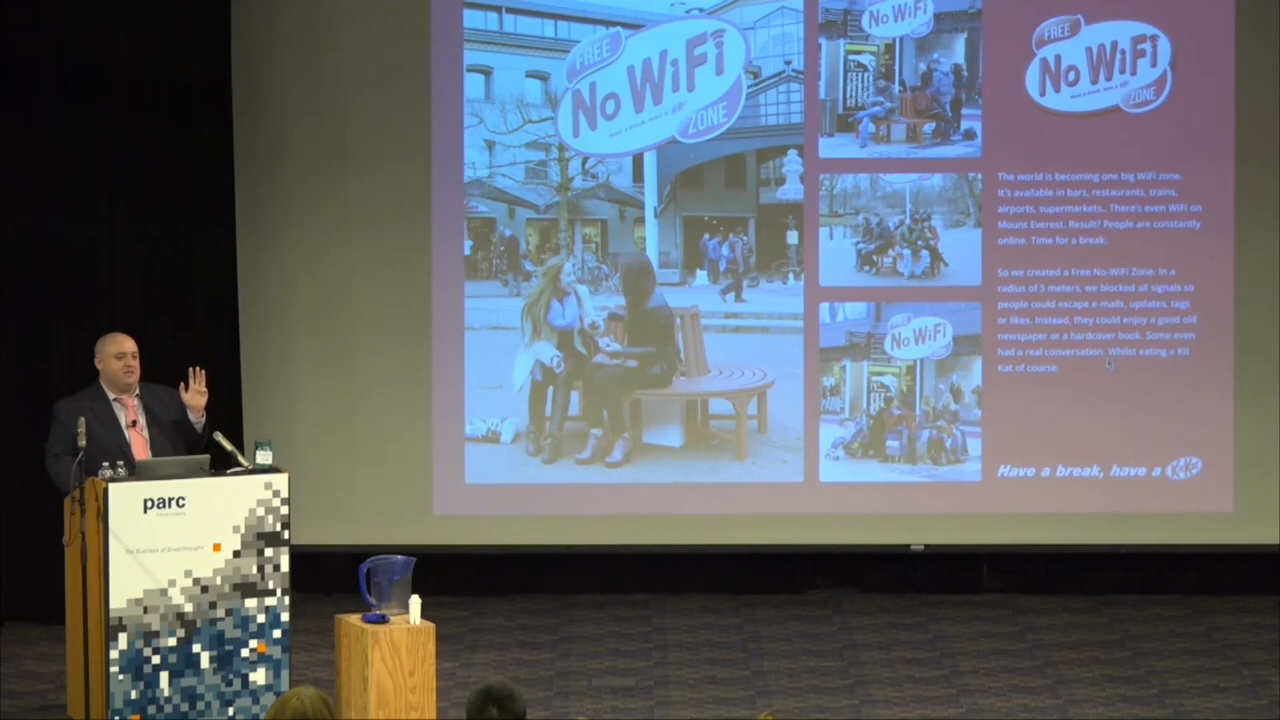 FREE
No WiFi
ZONE
No WiFi
FREE
No WiFi
Have a break, have a
ZONE
The world is becoming one big WiFi zone.
It's available in bars, restaurants, trains,
airports, supermarkets.. There's even WiFi on
Mount Everest. Result? People are constantly
online. Time for a break.
So we created a Free No-WiFi Zone. In a
radius of 5 meters, we blocked all signals so
people could escape e-mails, updates, tags
or likes. Instead, they could enjoy a good old
newspaper or a hardcover book. Some even
had a real conversation. Whilst eating a Kit
Kat of course.
FREE
No WiFi
Have a break, have a KitKat
parc
The Business of Breakthroughs